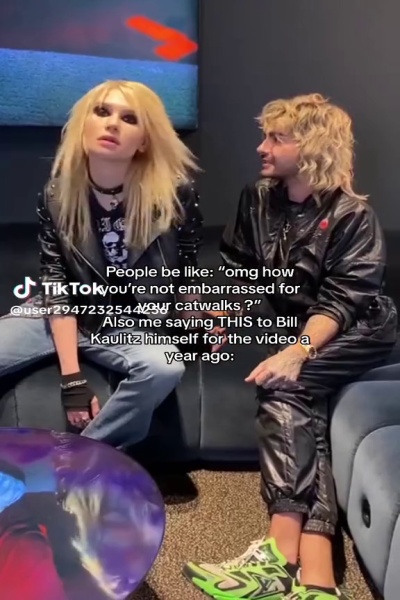 People be like: “omg how
you’re not embarrassed for
your catwalks ?”
Also me saying THIS to Bill
Kaulitz himself for the video a
year ago:
TikTok
@user2947232544256